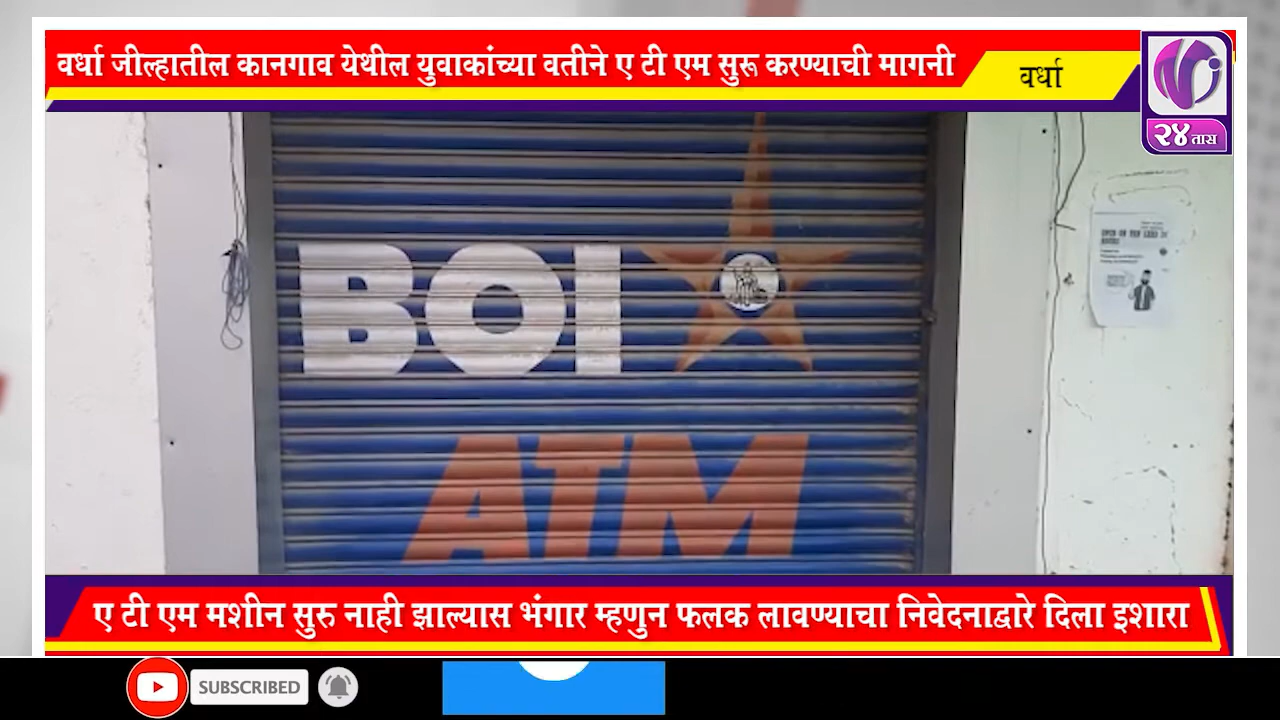 वर्धा जील्हातील कानगाव येथील युवाकांच्या वतीने ए टी एम सुरू करण्याची मागनी
वर्धा
२४ तास
BOI
ATM
ए टी एम मशीन सुरु नाही झाल्यास भंगार म्हणुन फलक लावण्याचा निवेदनाद्वारे दिला इशारा
SUBSCRIBED